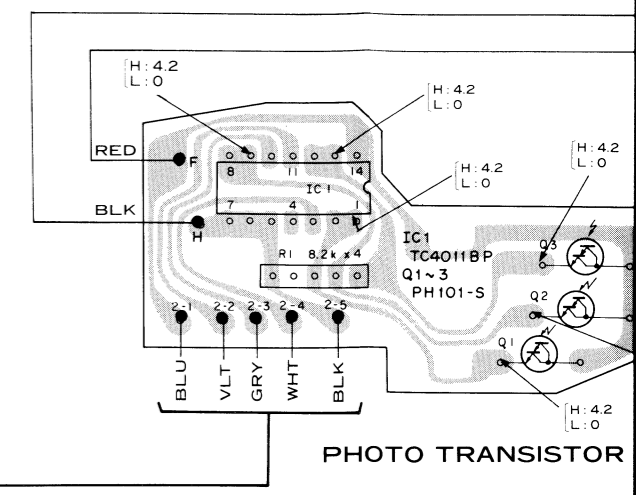 H : 4.2
L : 0
H : 4.2
L : 0
H : 4.2
L : 0
RED
F
8 11 14
IC 1
H : 4.2
L : 0
BLK
7 4 1
H
IC1
TC4011BP
Q1~3
PH101-S
Q3
R1 8.2k x 4
Q2
2-1 2-2 2-3 2-4 2-5
Q1
BLU
VLT
GRY
WHT
BLK
H : 4.2
L : 0
PHOTO TRANSISTOR